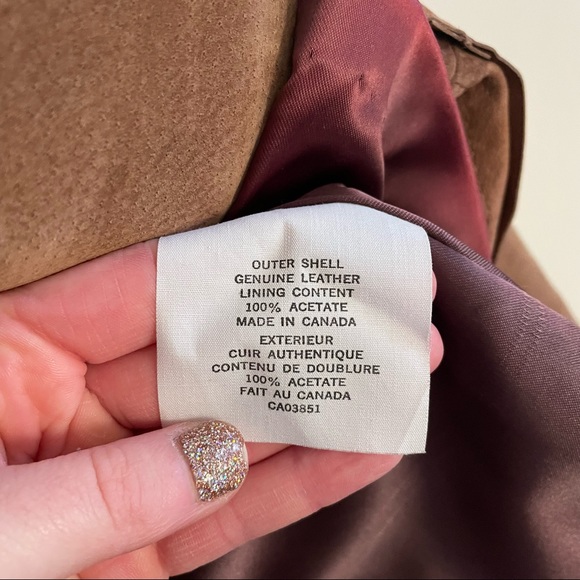 OUTER SHELL
GENUINE LEATHER
LINING CONTENT
100% ACETATE
MADE IN CANADA
EXTERIEUR
CUIR AUTHENTIQUE
CONTENU DE DOUBLURE
100% ACETATE
FAIT AU CANADA
CA03851